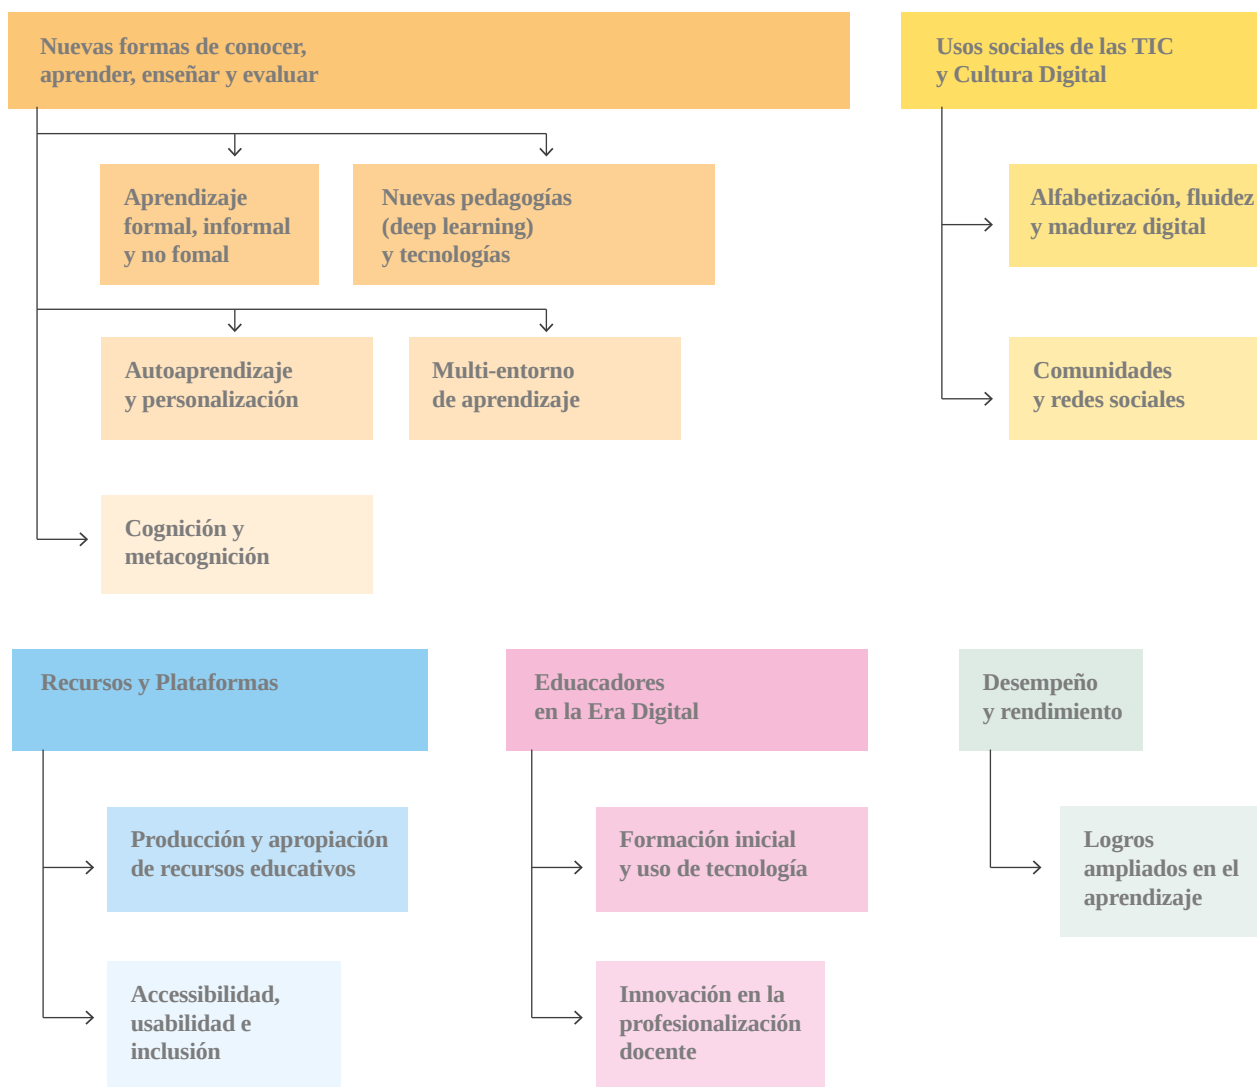 Nuevas formas de conocer,
aprender, enseñar y evaluar
Usos sociales de las TIC
y Cultura Digital
Aprendizaje
formal, informal
y no fomal
Nuevas pedagogías
(deep learning)
y tecnologías
Alfabetización, fluidez
y madurez digital
Autoaprendizaje
y personalización
Multi-entorno
de aprendizaje
Comunidades
y redes sociales
Cognición y
metacognición
Recursos y Plataformas
Eduacadores
en la Era Digital
Desempeño
y rendimiento
Producción y apropiación
de recursos educativos
Formación inicial
y uso de tecnología
Logros
ampliados en el
aprendizaje
Accessibilidad,
usabilidad e
inclusión
Innovación en la
profesionalización
docente